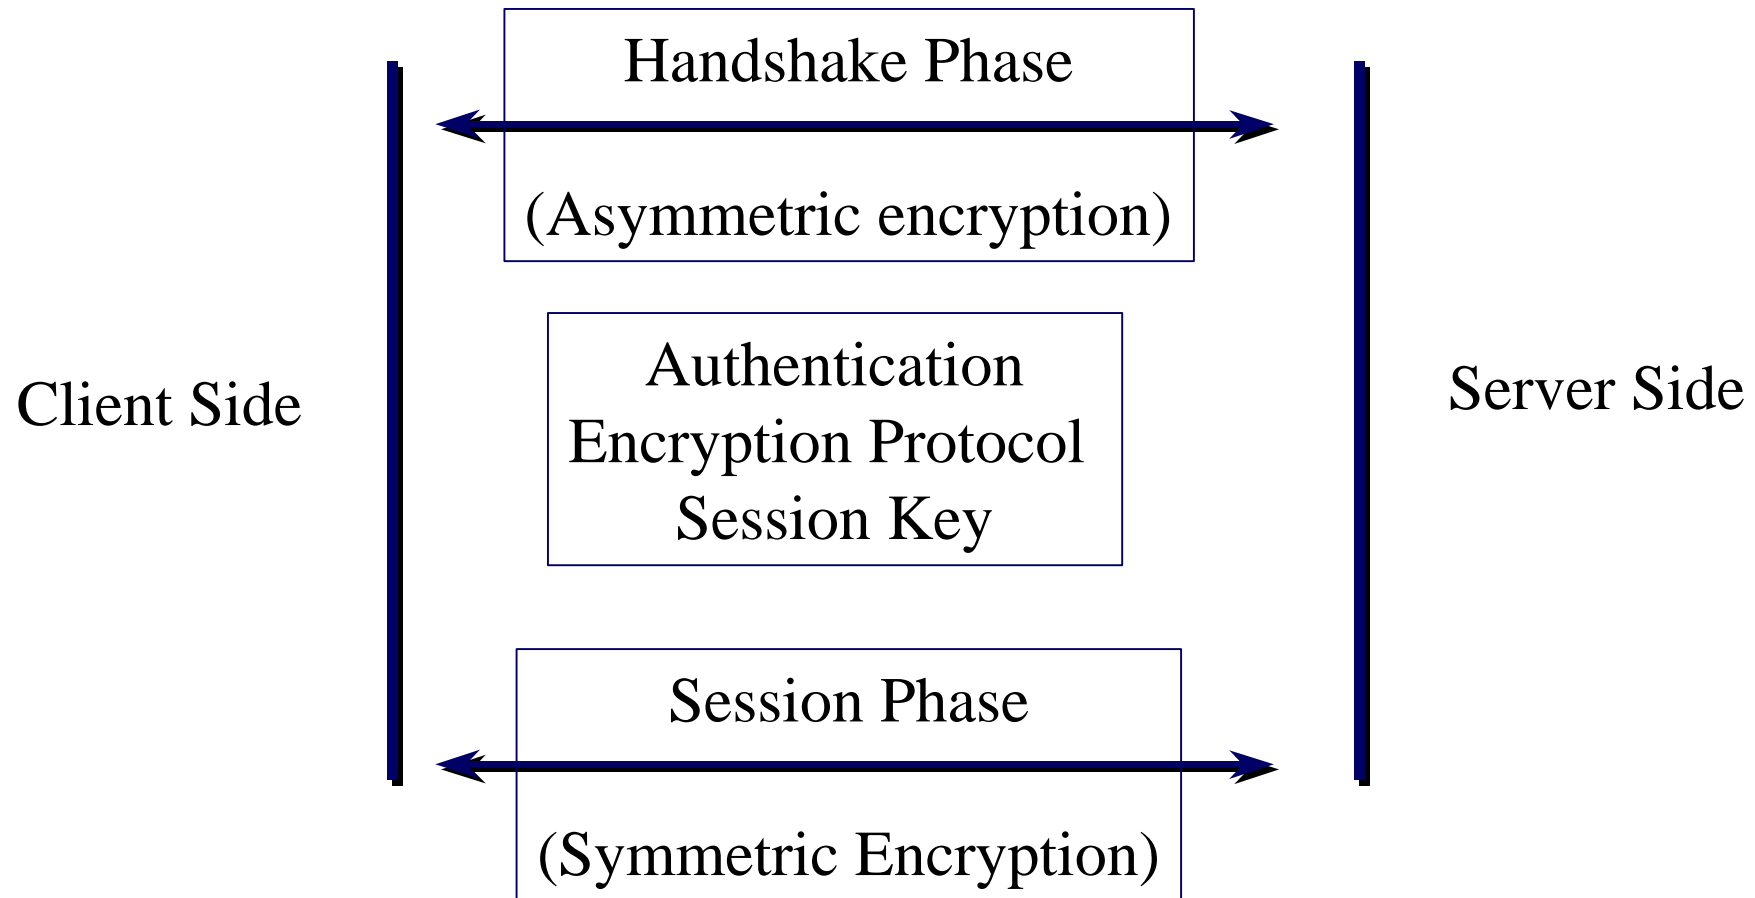 Handshake Phase
(Asymmetric encryption)
Authentication
Encryption Protocol
Session Key
Client Side
Server Side
Session Phase
(Symmetric Encryption)